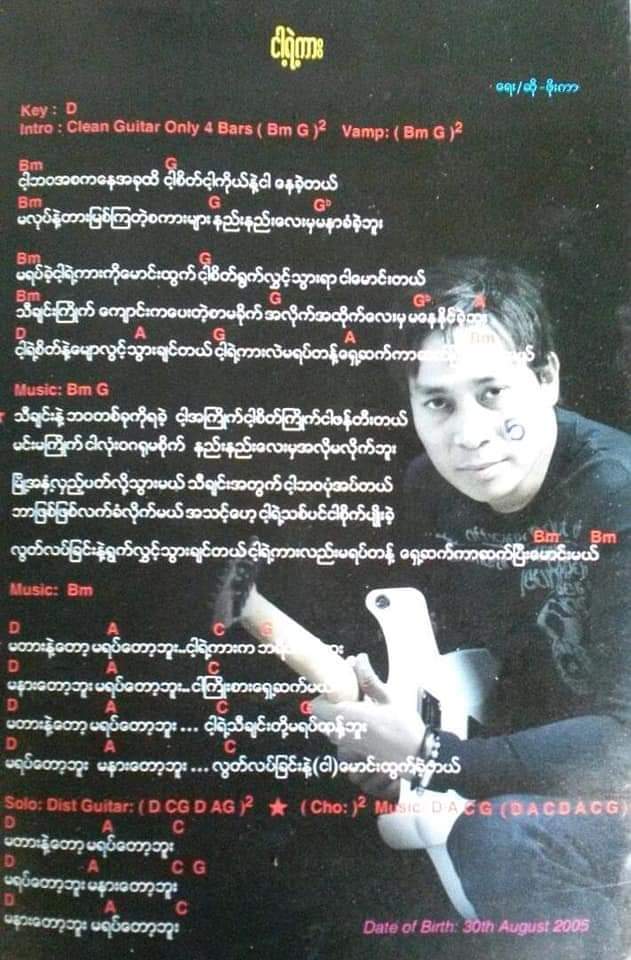 ငါ့ရဲ့ကား
ရေး/ဆို - ဖိုးကာ
Key : D
Intro : Clean Guitar Only 4 Bars ( Bm G )2 Vamp: ( Bm G )2
Bm G
ငါ့ဘဝအစကနေအခုထိ ငါ့စိတ်ငါ့ကိုယ်နဲ့ငါ နေခဲ့တယ်
Bm G Gb
မလုပ်နဲ့တားမြစ်ကြတဲ့စကားများ နည်းနည်းလေးမှမနာခံခဲ့ဘူး
Bm G
မရပ်ခဲ့ငါ့ရဲ့ကားကိုမောင်းထွက် ငါ့စိတ်ရွက်လွှင့်သွားရာ ငါမောင်းတယ်
Bm G Gb A
သီချင်းကြိုက် ကျောင်းကပေးတဲ့စာမခိုက် အလိုက်အထိုက်လေးမှ မနေနိုင်ခဲ့ဘူး
D A G A
ငါ့ရဲ့စိတ်နဲ့မျောလွင့်သွားချင်တယ် ငါ့ရဲ့ကားလဲမရပ်တန့်ရှေ့ဆက်ကာ
Music: Bm G
★ သီချင်းနဲ့ ဘဝတစ်ခုကိုရခဲ့ ငါ့အကြိုက်ငါ့စိတ်ကြိုက်ငါဖန်တီးတယ်
မင်းမကြိုက် ငါလုံးဝဂရုမစိုက် နည်းနည်းလေးမှအလိုမလိုက်ဘူး
မြို့အနှံ့လှည့်ပတ်လို့သွားမယ် သီချင်းအတွက် ငါ့ဘဝပုံအပ်တယ်
ဘာဖြစ်ဖြစ်လက်ခံလိုက်မယ် အသင့်ဟေ့ ငါ့ရဲ့သစ်ပင်ငါစိုက်ပျိုးခဲ့
Bm Bm
လွတ်လပ်ခြင်းနဲ့ရွက်လွှင့်သွားချင်တယ် ငါ့ရဲ့ကားလည်းမရပ်တန့် ရှေ့ဆက်ကာဆက်ပြီးမောင်းမယ်
Music: Bm
D A C G
မတားနဲ့တော့ မရပ်တော့ဘူး...ငါ့ရဲ့ကားက
D A C
မနားတော့ဘူး မရပ်တော့ဘူး... ငါကြိုးစားရှေ့ဆက်မယ်
D A C G
မတားနဲ့တော့ မရပ်တော့ဘူး ... ငါ့ရဲ့သီချင်းတို့မရပ်တန့်ဘူး
D A C
မရပ်တော့ဘူး မနားတော့ဘူး ... လွတ်လပ်ခြင်းနဲ့(ငါ)မောင်းထွက်ခဲ့တယ်
Solo: Dist Guitar: ( D CG D AG )2 ★ ( Cho: )2 Music: D A C G ( D A C D A C G )
D A C
မတားနဲ့တော့ မရပ်တော့ဘူး
D A C G
မရပ်တော့ဘူး မနားတော့ဘူး
D A C
မနားတော့ဘူး မရပ်တော့ဘူး
Date of Birth: 30th August 2005